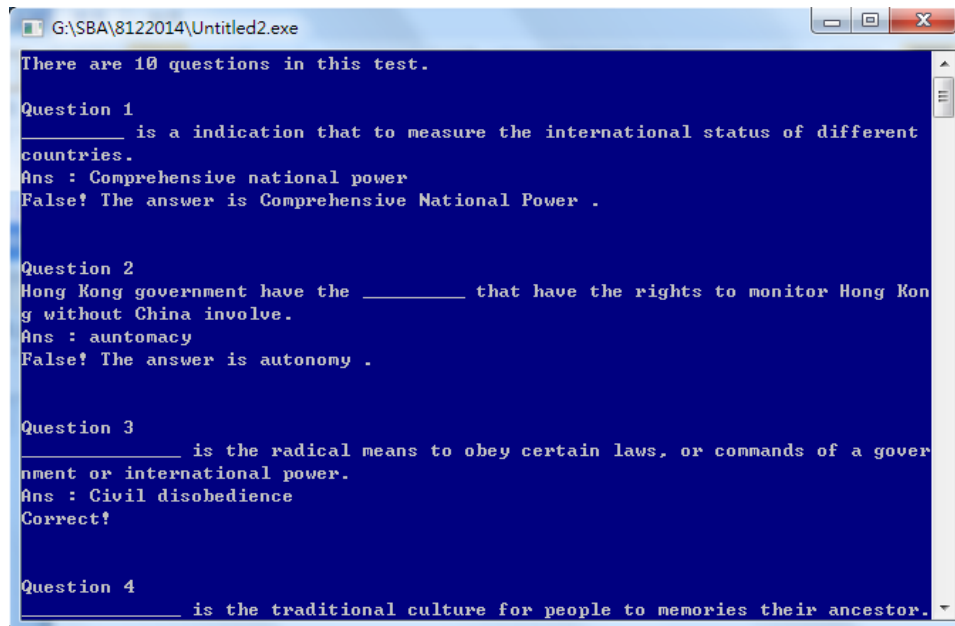 G:\SBA\8122014\Untitled2.exe
There are 10 questions in this test.
Question 1
_________ is a indication that to measure the international status of different
countries.
Ans : Comprehensive national power
False! The answer is Comprehensive National Power .
Question 2
Hong Kong government have the _________ that have the rights to monitor Hong Kon
g without China involve.
Ans : auntomacy
False! The answer is autonomy .
Question 3
______________ is the radical means to obey certain laws, or commands of a gover
nment or international power.
Ans : Civil disobedience
Correct!
Question 4
______________ is the traditional culture for people to memories their ancestor.